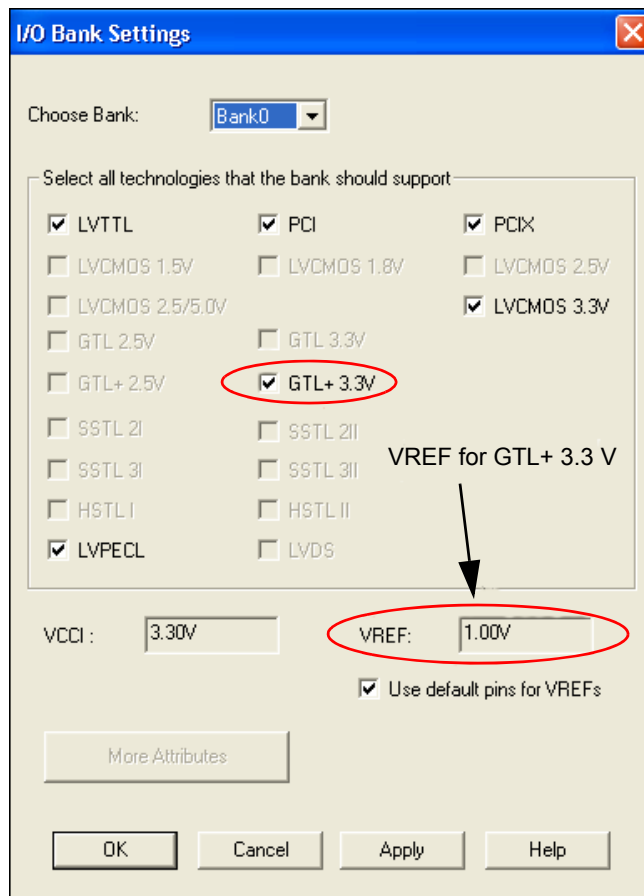 I/O Bank Settings
Choose Bank: Bank0
Select all technologies that the bank should support
LVTTL PCI PCIX
LVCMOS 1.5V LVCMOS 1.8V LVCMOS 2.5V
LVCMOS 2.5/5.0V LVCMOS 3.3V
GTL 2.5V GTL 3.3V
GTL+ 2.5V GTL+ 3.3V
SSTL 2I SSTL 2II
VREF for GTL+ 3.3 V
SSTL 3I SSTL 3II
HSTL I HSTL II
LVPECL LVDS
VCCI : 3.30V VREF: 1.00V
Use default pins for VREFs
More Attributes
OK Cancel Apply Help